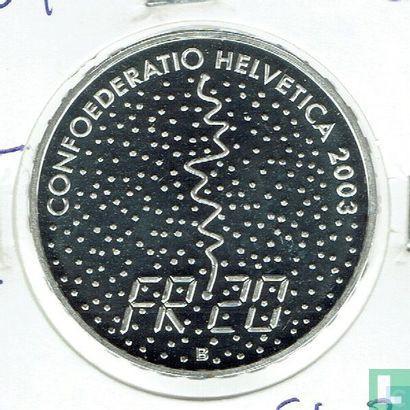 CONFOEDERATIO HELVETICA 2003
FR 20
B